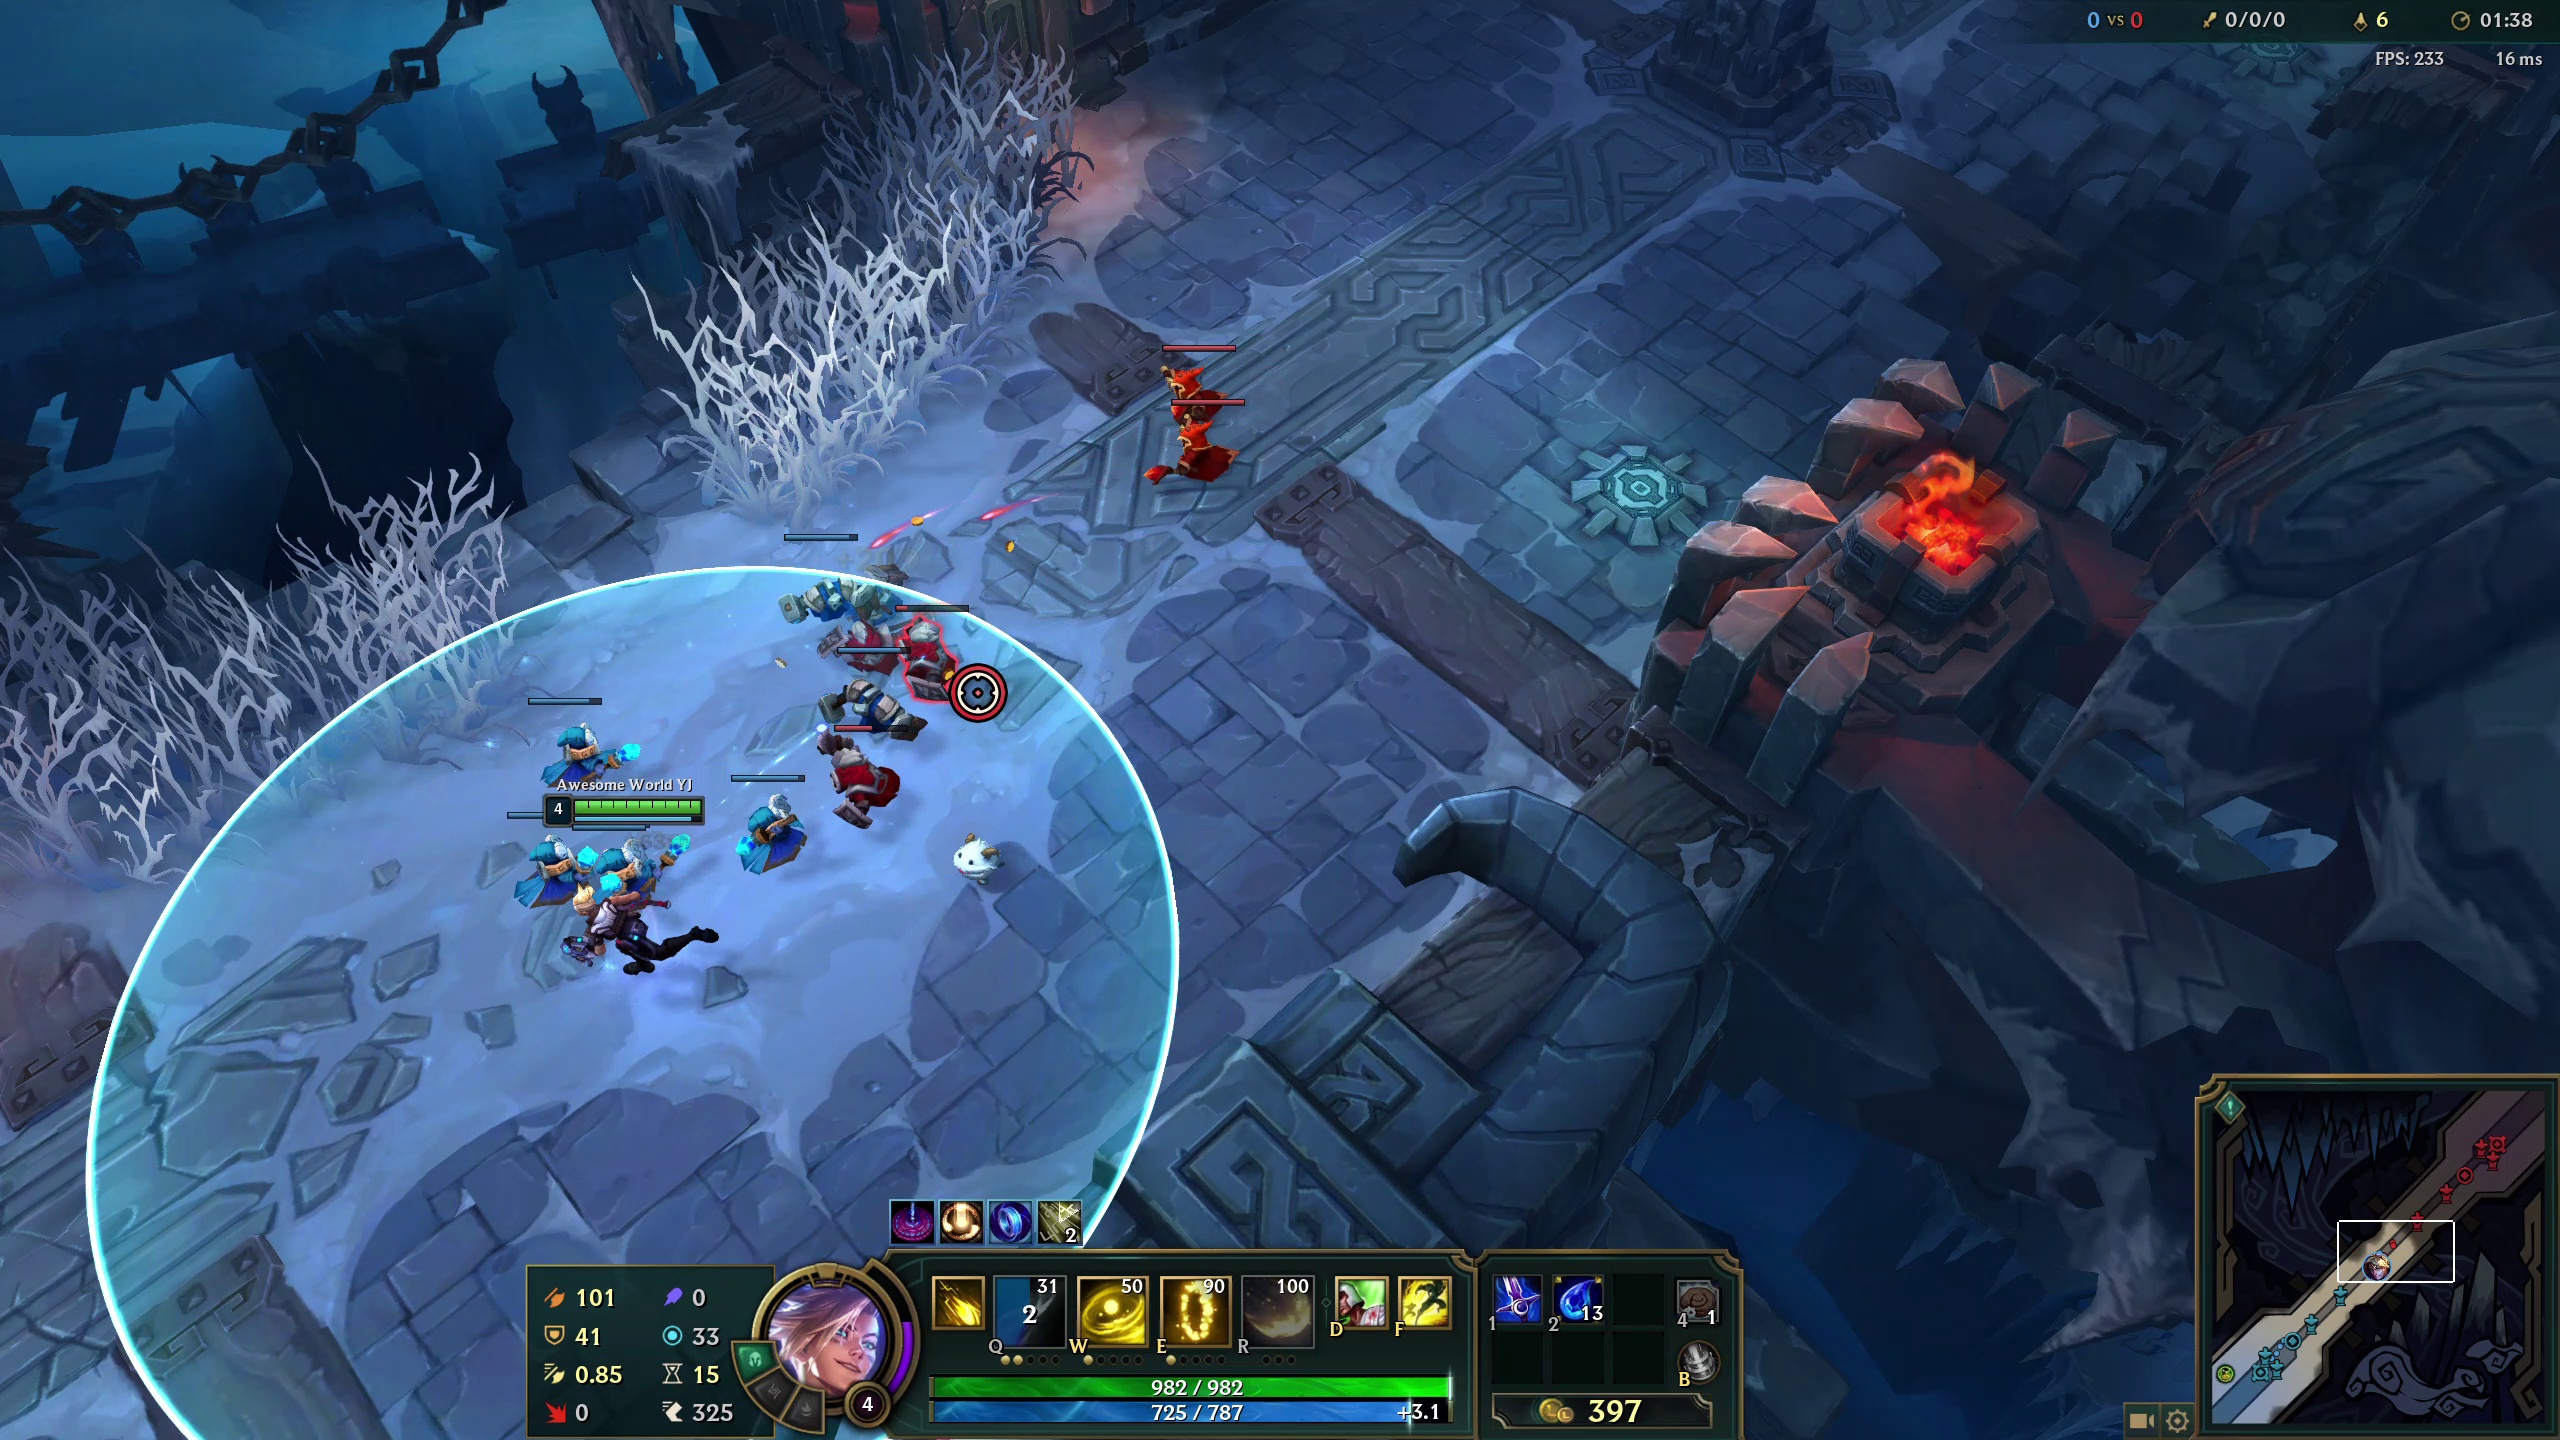 0 VS 0 0/0/0 6 01:38
FPS: 233 16 ms
Awesome World YJ
4
2
101 0
41 33
0.85 15
0 325
4
31 50 90 100
2
Q W E R D F
982 / 982
725 / 787 +3.1
1 2 13 4 1
B
397